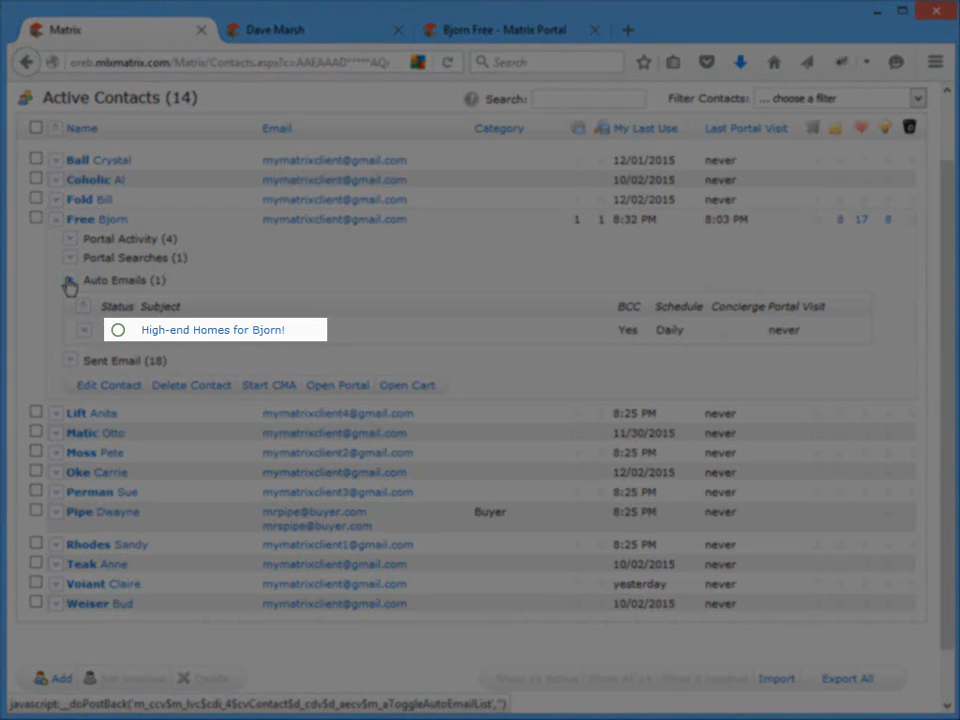 Matrix Dave Marsh Bjorn Free - Matrix Portal
oreb.mlxmatrix.com/Matrix/Contacts.aspx?c=AAEAAAD*****AQ Search
Active Contacts (14) Search: Filter Contacts: ... choose a filter
Name Email Category My Last Use Last Portal Visit
Ball Crystal mymatrixclient@gmail.com 12/01/2015 never
Coholic Al mymatrixclient@gmail.com 10/02/2015 never
Fold Bill mymatrixclient@gmail.com 12/02/2015 never
Free Bjorn mymatrixclient@gmail.com 1 1 8:32 PM 8:03 PM 8 17 8
Portal Activity (4)
Portal Searches (1)
Auto Emails (1)
Status Subject BCC Schedule Concierge Portal Visit
High-end Homes for Bjorn! Yes Daily never
Sent Email (18)
Edit Contact Delete Contact Start CMA Open Portal Open Cart
Lift Anita mymatrixclient4@gmail.com 8:25 PM never
Matic Otto mymatrixclient@gmail.com 11/30/2015 never
Moss Pete mymatrixclient2@gmail.com 8:25 PM never
Oke Carrie mymatrixclient@gmail.com 12/02/2015 never
Perman Sue mymatrixclient3@gmail.com 8:25 PM never
Pipe Dwayne mrpipe@buyer.com Buyer 8:25 PM never
mrspipe@buyer.com
Rhodes Sandy mymatrixclient1@gmail.com 8:25 PM never
Teak Anne mymatrixclient@gmail.com 10/02/2015 never
Voiant Claire mymatrixclient@gmail.com yesterday never
Weiser Bud mymatrixclient@gmail.com 10/02/2015 never
Add Set Inactive Delete Import Export All
javascript:__doPostBack('m_ccv$m_lvc$cdi_4$cvContact$d_cdv$d_aecv$m_aToggleAutoEmailList','')